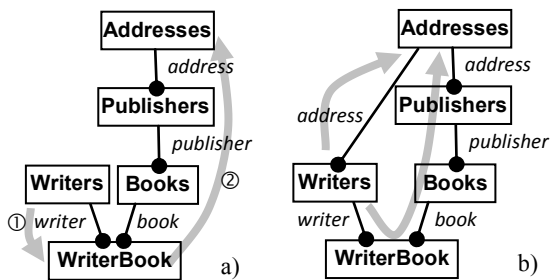 Addresses
address
Publishers
publisher
Writers
Books
① writer
book
②
WriterBook
a)
Addresses
address
address
Publishers
publisher
Writers
Books
writer
book
WriterBook
b)